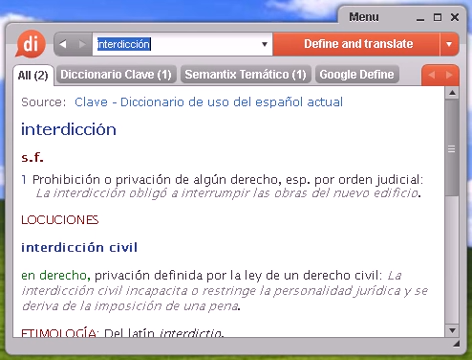 Menu
di
interdicción
Define and translate
All (2)
Diccionario Clave (1)
Semantix Temático (1)
Google Define
Source: Clave - Diccionario de uso del español actual
interdicción
s.f.
1 Prohibición o privación de algún derecho, esp. por orden judicial:
La interdicción obligó a interrumpir las obras del nuevo edificio.
LOCUCIONES
interdicción civil
en derecho, privación definida por la ley de un derecho civil: La
interdicción civil incapacita o restringe la personalidad jurídica y se
deriva de la imposición de una pena.
ETIMOLOGÍA: Del latín interdictio.